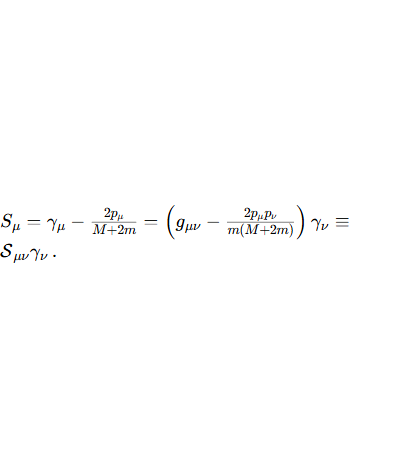 $S_\mu = \gamma_\mu - \frac{2p_\mu}{M+2m} = \left( g_{\mu\nu} - \frac{2p_\mu p_\nu}{m(M+2m)} \right) \gamma_\nu \equiv$
$\mathcal{S}_{\mu\nu}\gamma_\nu \, .$